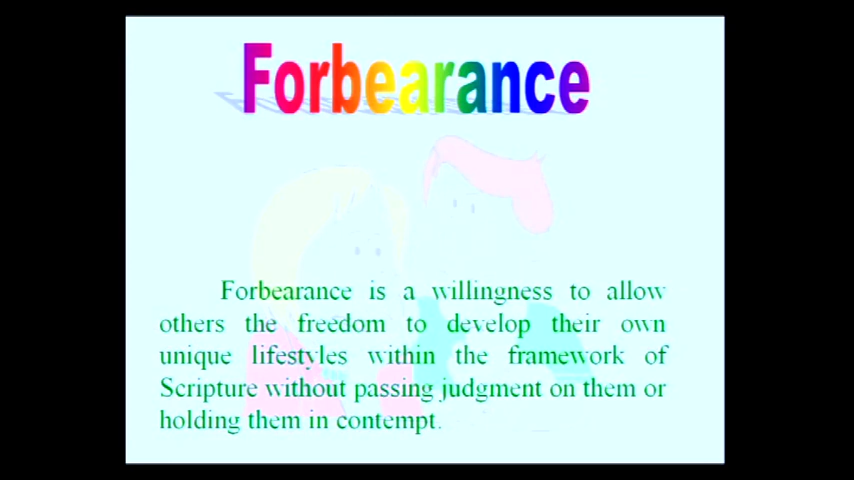 Forbearance
Forbearance is a willingness to allow
others the freedom to develop their own
unique lifestyles within the framework of
Scripture without passing judgment on them or
holding them in contempt.